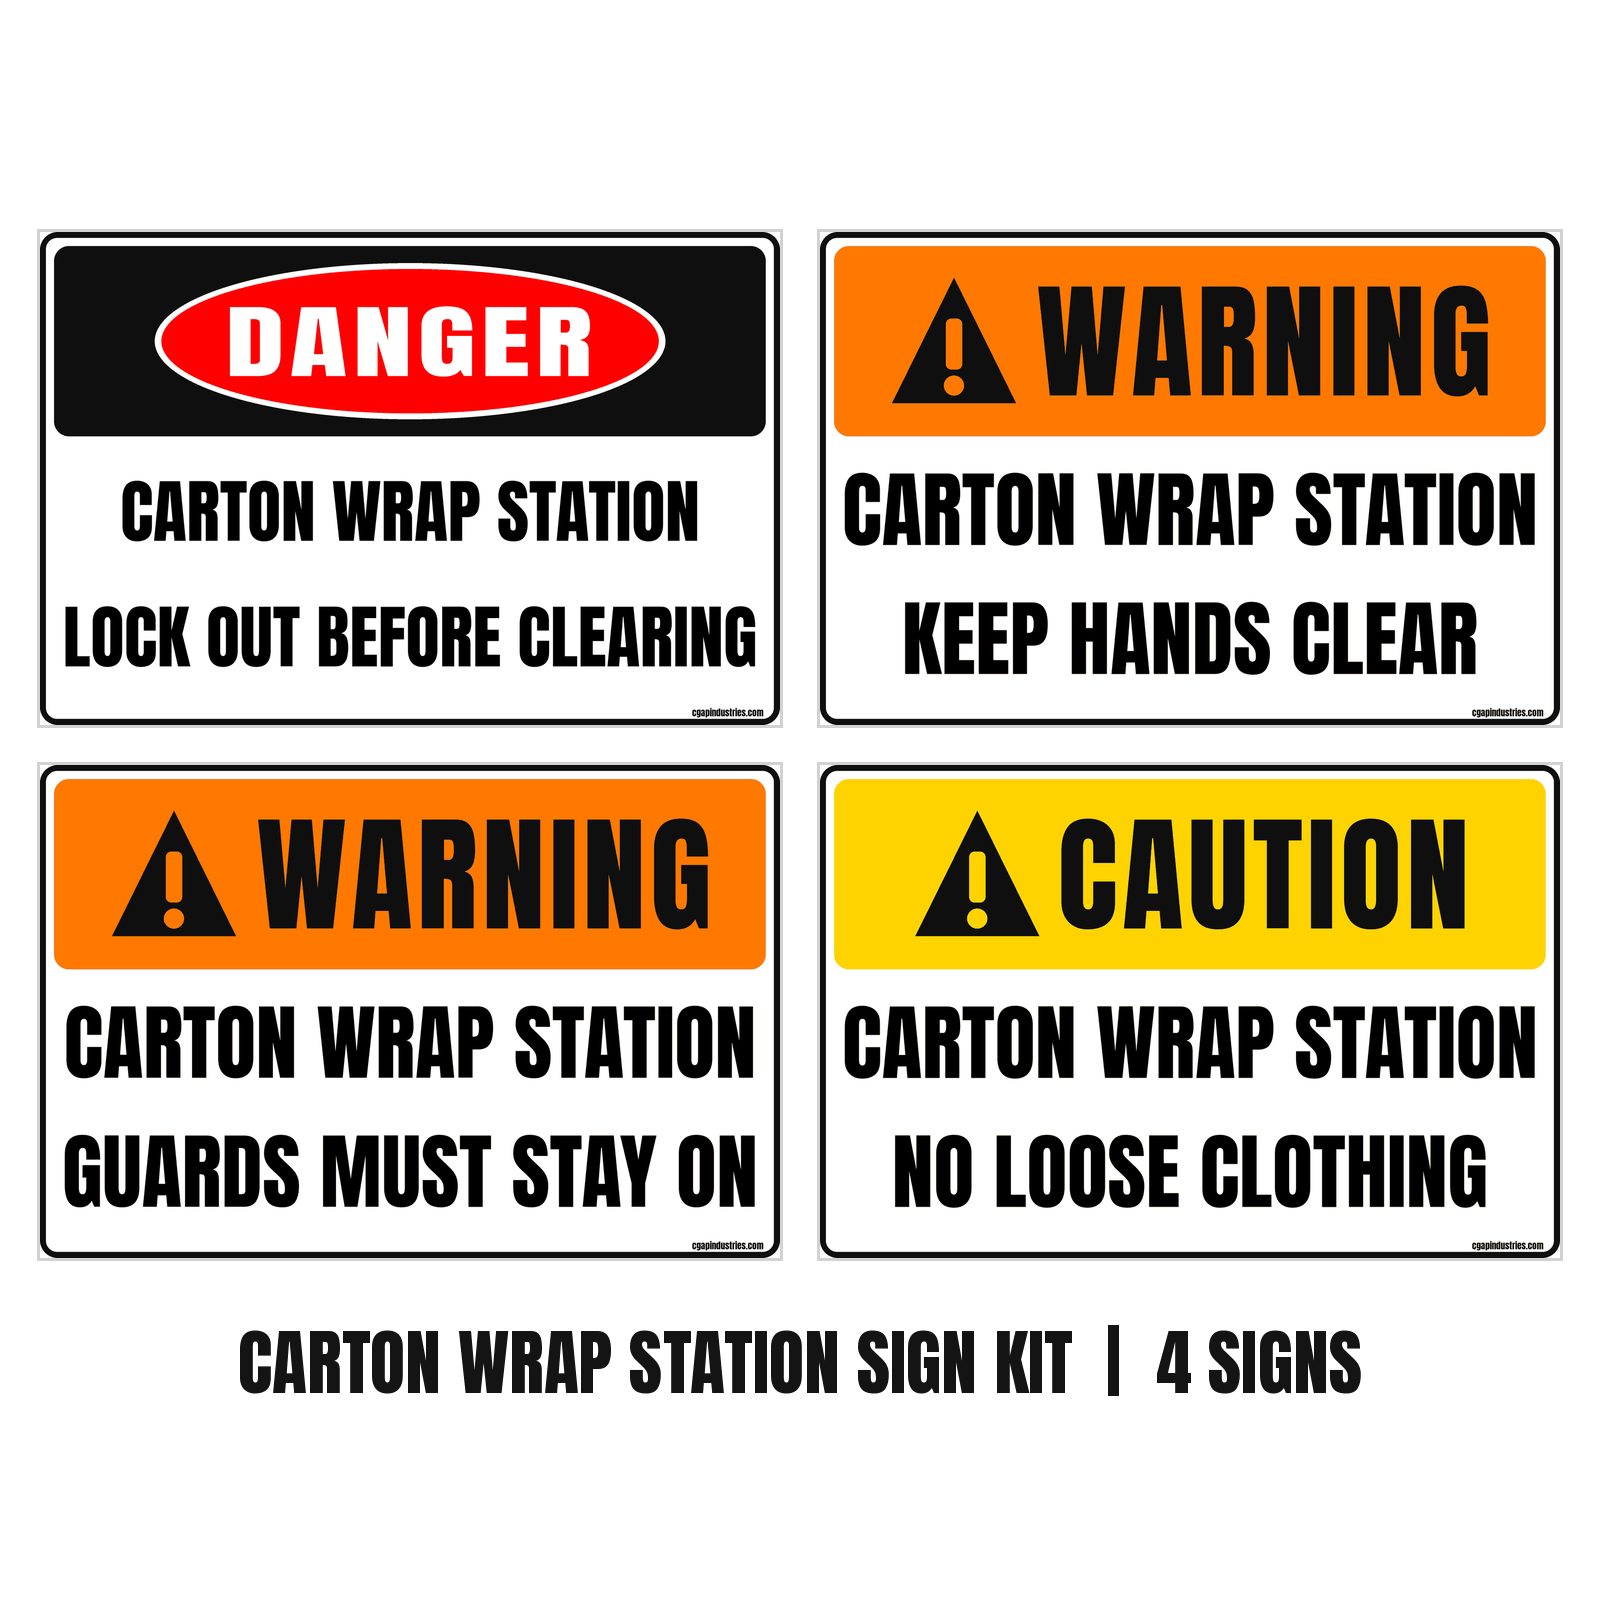 DANGER
CARTON WRAP STATION
LOCK OUT BEFORE CLEARING
cgapindustries.com
WARNING
CARTON WRAP STATION
KEEP HANDS CLEAR
cgapindustries.com
WARNING
CARTON WRAP STATION
GUARDS MUST STAY ON
cgapindustries.com
CAUTION
CARTON WRAP STATION
NO LOOSE CLOTHING
cgapindustries.com
CARTON WRAP STATION SIGN KIT | 4 SIGNS